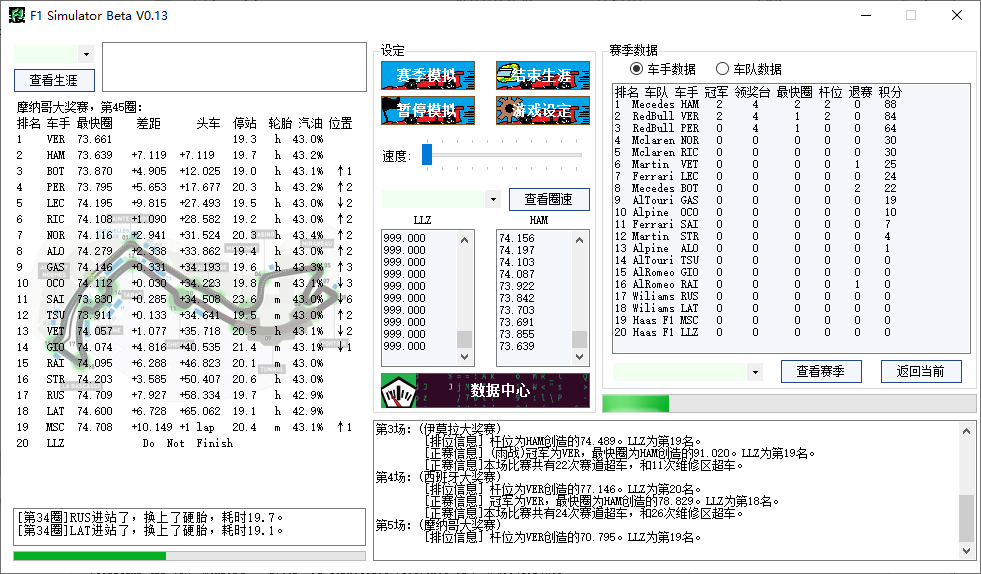 F1 Simulator Beta V0.13
查看生涯
摩纳哥大奖赛，第45圈：
排名 车手 最快圈 差距 头车 停站 轮胎 汽油 位置
1 VER 73.661 19.3 h 43.0%
2 HAM 73.639 +7.119 +7.119 19.7 h 43.2%
3 BOT 73.870 +4.905 +12.025 19.0 h 43.1% ↑1
4 PER 73.795 +5.653 +17.677 20.3 h 43.2% ↑2
5 LEC 74.195 +9.815 +27.493 19.5 h 43.0% ↓2
6 RIC 74.108 +1.090 +28.582 19.2 h 43.0% ↑2
7 NOR 74.116 +2.941 +31.524 20.3 h 43.4% ↑2
8 ALO 74.279 +2.338 +33.862 19.4 h 43.0% ↑2
9 GAS 74.146 +0.331 +34.193 19.6 h 43.3% ↑3
10 OCO 74.112 +0.030 +34.223 19.8 m 43.1% ↓3
11 SAI 73.830 +0.285 +34.508 23.6 m 43.0% ↓6
12 TSU 73.911 +0.133 +34.641 19.5 m 43.0% ↑2
13 VET 74.057 +1.077 +35.718 20.5 h 43.1% ↓2
14 GIO 74.074 +4.816 +40.535 21.4 m 43.1% ↓1
15 RAI 74.095 +6.288 +46.823 20.1 m 43.0%
16 STR 74.203 +3.585 +50.407 20.6 h 43.0%
17 RUS 74.709 +7.927 +58.334 19.7 h 42.9%
18 LAT 74.600 +6.728 +65.062 19.1 h 42.9%
19 MSC 74.708 +10.149 +1 lap 20.4 m 43.1% ↑1
20 LLZ Do Not Finish
[第34圈]RUS进站了，换上了硬胎，耗时19.7。
[第34圈]LAT进站了，换上了硬胎，耗时19.1。
设定
赛季模拟 结束生涯
暂停模拟 游戏设定
速度：
查看圈速
LLZ HAM
999.000 74.156
999.000 74.197
999.000 74.103
999.000 74.087
999.000 73.922
999.000 73.842
999.000 73.703
999.000 73.691
999.000 73.855
999.000 73.639
数据中心
赛季数据
车手数据 车队数据
排名 车队 车手 冠军 领奖台 最快圈 杆位 退赛 积分
1 Mecedes HAM 2 4 2 2 0 88
2 RedBull VER 2 4 1 2 0 84
3 RedBull PER 0 4 1 0 0 64
4 Mclaren NOR 0 0 0 0 0 30
5 Mclaren RIC 0 0 0 0 0 30
6 Martin VET 0 0 0 0 1 25
7 Ferrari LEC 0 0 0 0 0 24
8 Mecedes BOT 0 0 0 0 2 22
9 AlTouri GAS 0 0 0 0 0 19
10 Alpine OCO 0 0 0 0 0 10
11 Ferrari SAI 0 0 0 0 0 7
12 Martin STR 0 0 0 0 0 4
13 Alpine ALO 0 0 0 0 0 1
14 AlTouri TSU 0 0 0 0 0
15 AlRomeo GIO 0 0 0 0 0
16 AlRomeo RAI 0 0 0 0 1
17 Wiliams RUS 0 0 0 0 0
18 Wiliams LAT 0 0 0 0 0
19 Haas F1 MSC 0 0 0 0 0
20 Haas F1 LLZ 0 0 0 0 0
查看赛季 返回当前
第3场：(伊莫拉大奖赛)
[排位信息] 杆位为HAM创造的74.489。LLZ为第19名。
[正赛信息] (雨战)冠军为VER，最快圈为HAM创造的91.020。LLZ为第19名。
[正赛信息]本场比赛共有22次赛道超车，和11次维修区超车。
第4场：(西班牙大奖赛)
[排位信息] 杆位为VER创造的77.146。LLZ为第20名。
[正赛信息] 冠军为VER，最快圈为HAM创造的78.829。LLZ为第18名。
[正赛信息]本场比赛共有24次赛道超车，和26次维修区超车。
第5场：(摩纳哥大奖赛)
[排位信息] 杆位为VER创造的70.795。LLZ为第19名。